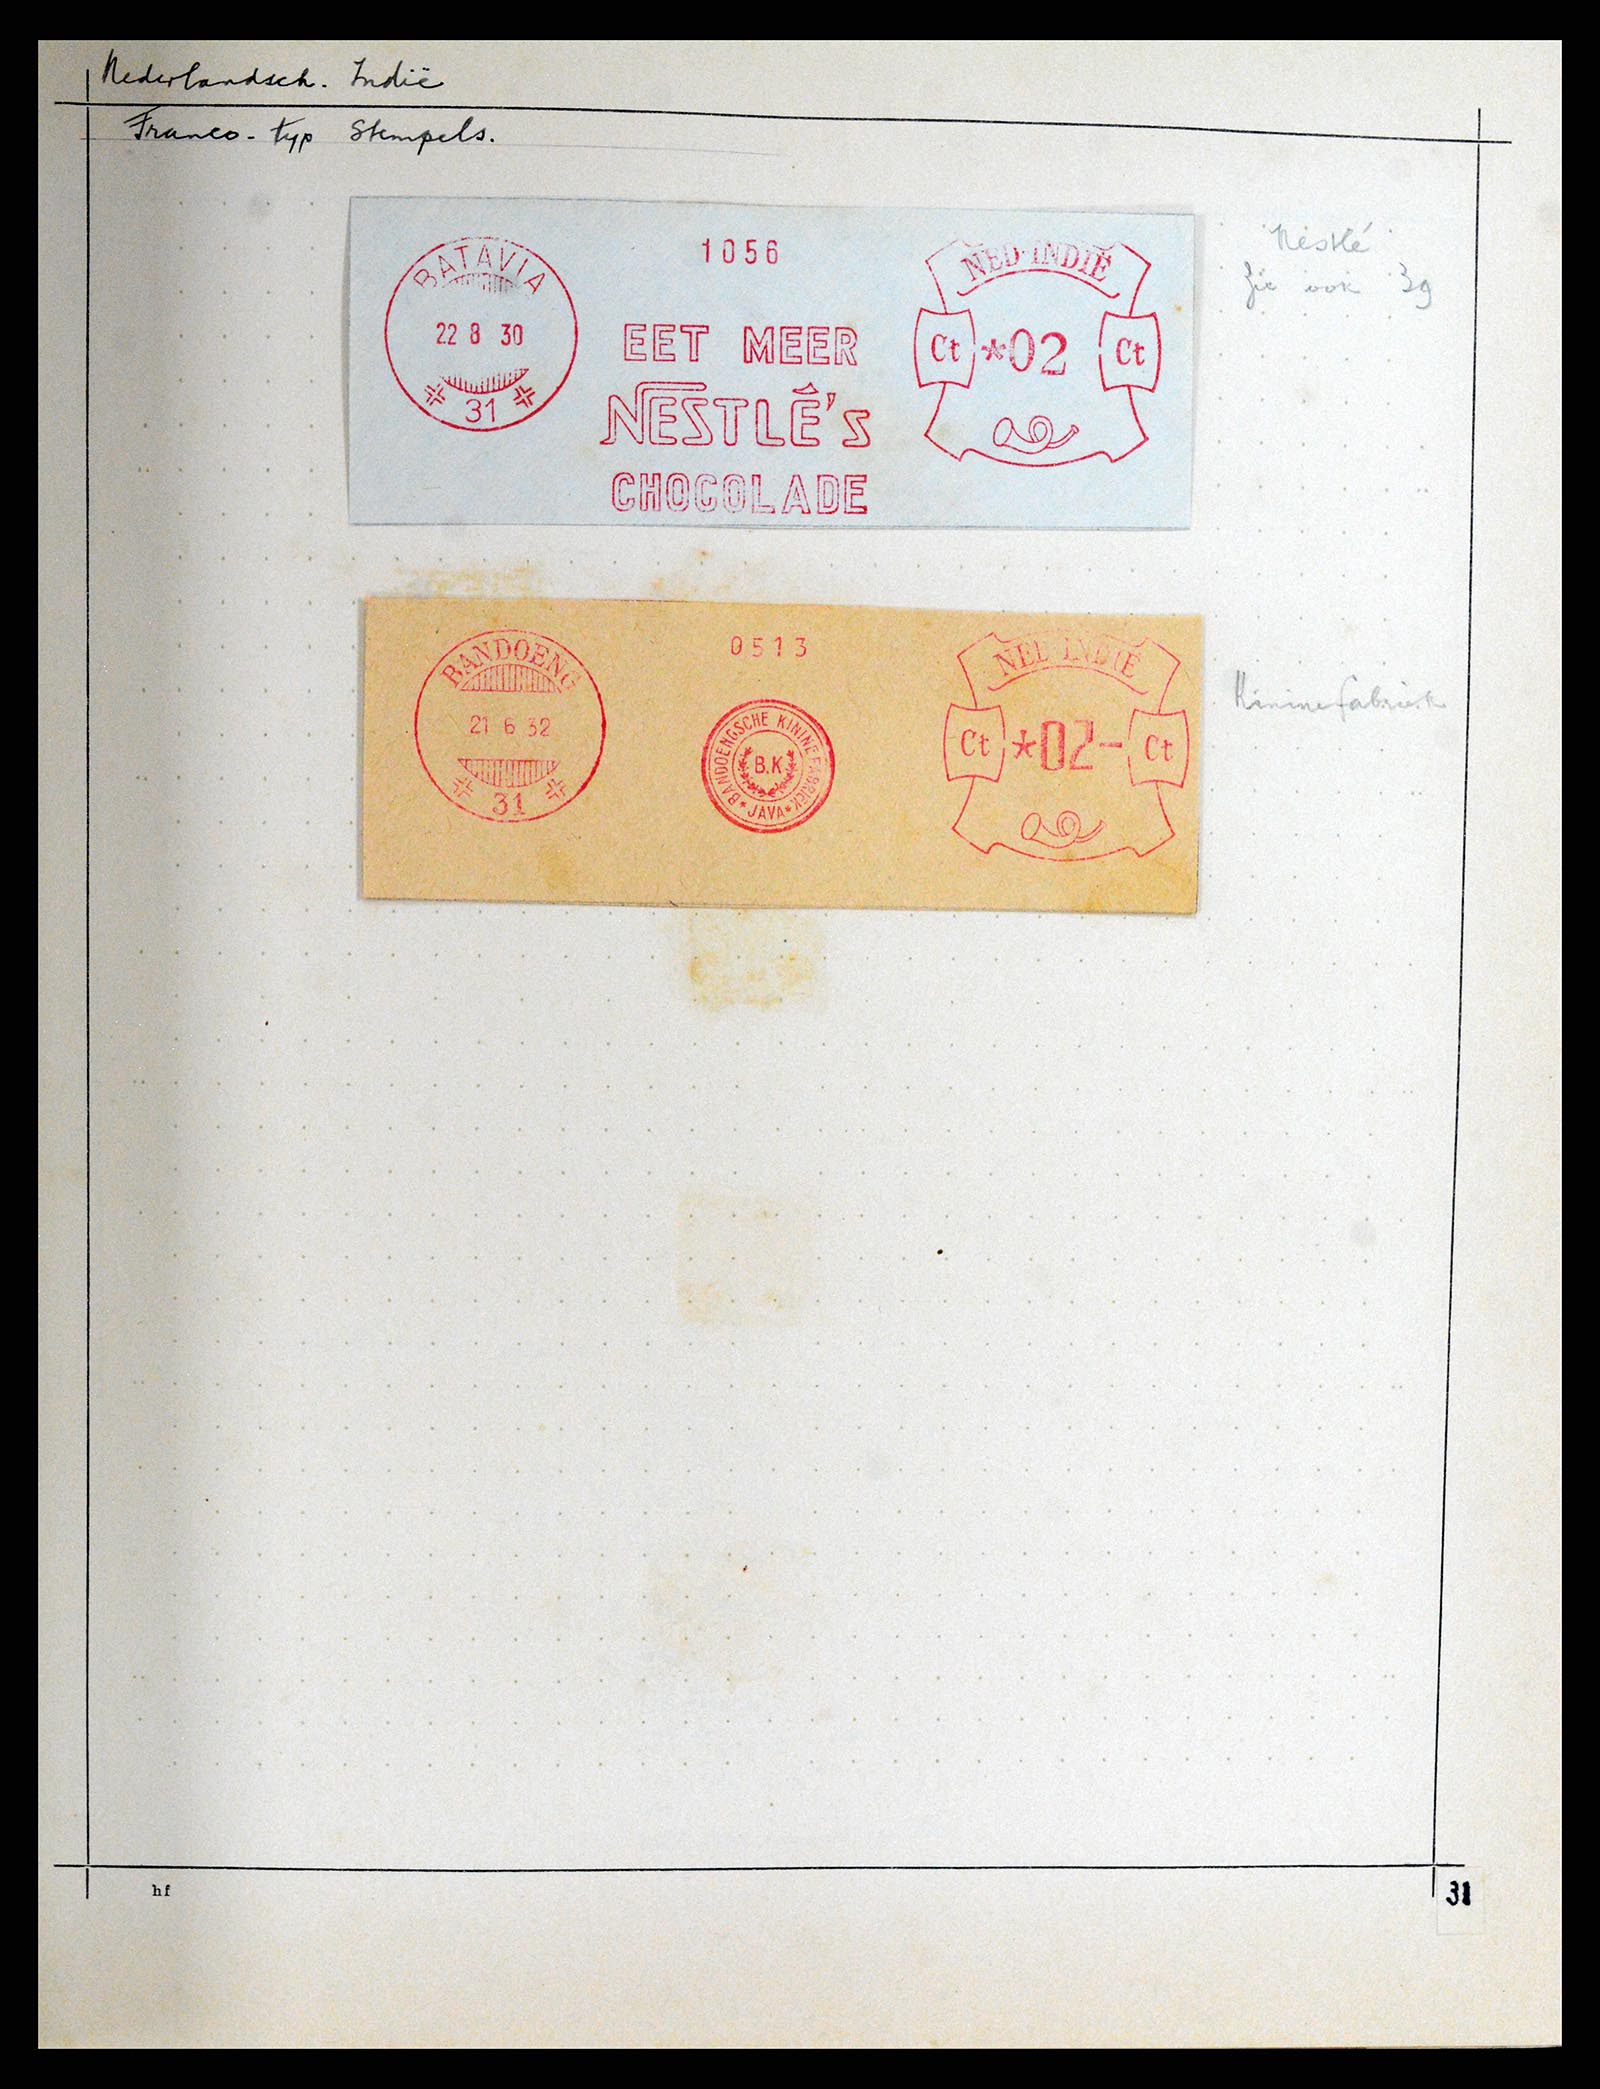 Nederlandsch. Indië
Franco-typ Stempels.
BATAVIA
22 8 30
31
1056
EET MEER
NESTLÉ's
CHOCOLADE
NED-INDIË
Ct *02 Ct
Nestlé
Zie ook 39
BANDOENG
21 6 32
31
0513
BANDOENGSCHE KININEFABRIEK
B.K
*JAVA*
NED-INDIË
Ct *02- Ct
Kininefabriek
hf
31